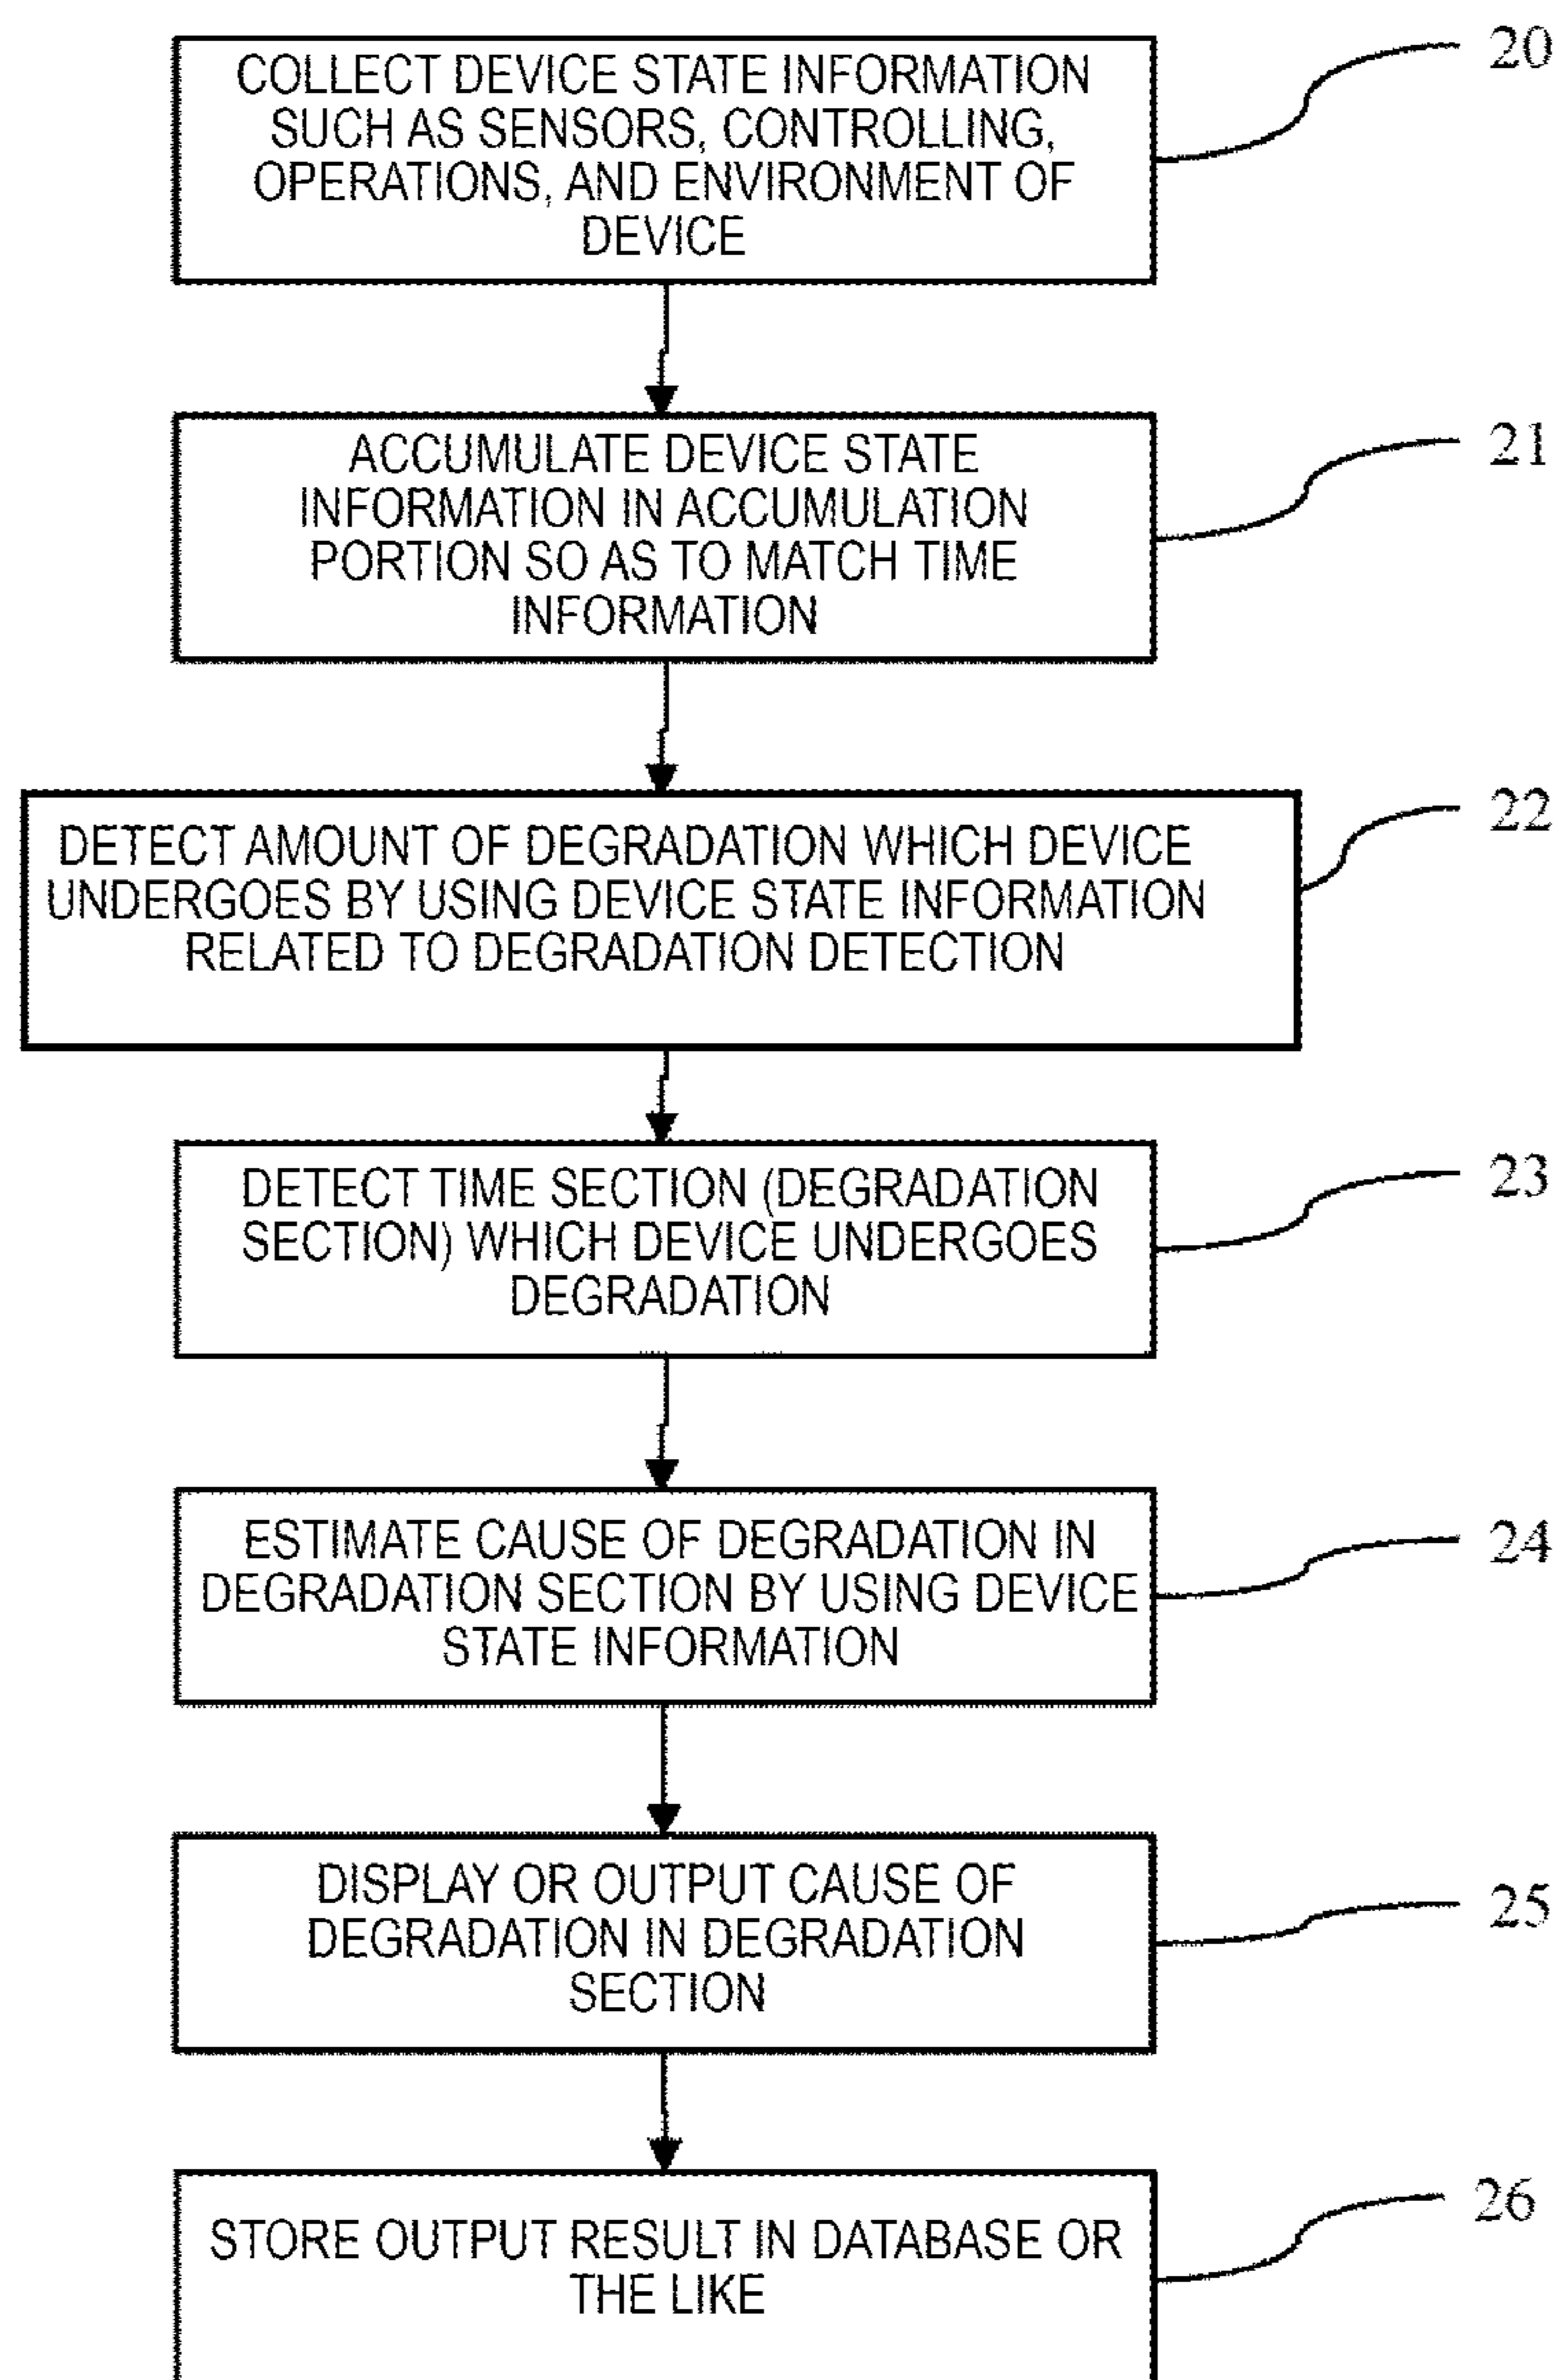 COLLECT DEVICE STATE INFORMATION
SUCH AS SENSORS, CONTROLLING,
OPERATIONS, AND ENVIRONMENT OF
DEVICE
20
ACCUMULATE DEVICE STATE
INFORMATION IN ACCUMULATION
PORTION SO AS TO MATCH TIME
INFORMATION
21
DETECT AMOUNT OF DEGRADATION WHICH DEVICE
UNDERGOES BY USING DEVICE STATE INFORMATION
RELATED TO DEGRADATION DETECTION
22
DETECT TIME SECTION (DEGRADATION
SECTION) WHICH DEVICE UNDERGOES
DEGRADATION
23
ESTIMATE CAUSE OF DEGRADATION IN
DEGRADATION SECTION BY USING DEVICE
STATE INFORMATION
24
DISPLAY OR OUTPUT CAUSE OF
DEGRADATION IN DEGRADATION
SECTION
25
STORE OUTPUT RESULT IN DATABASE OR
THE LIKE
26